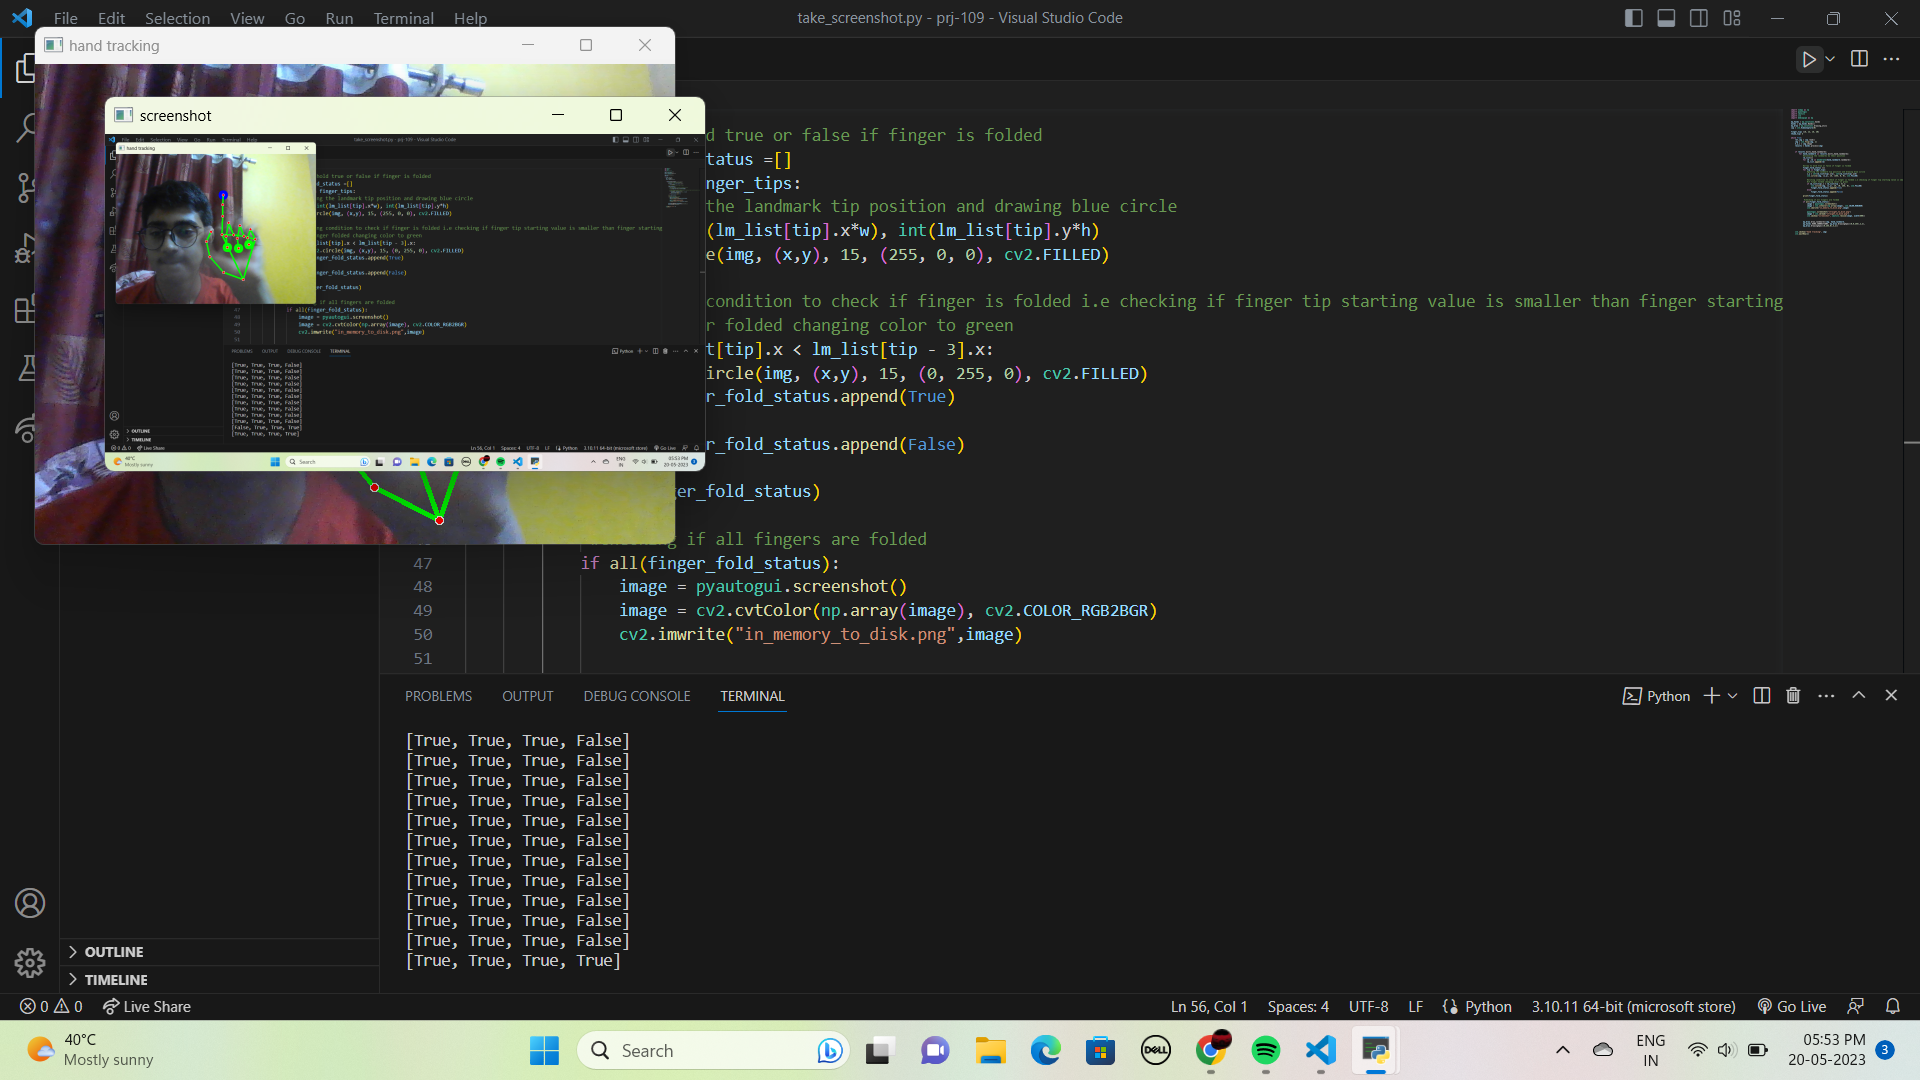 File Edit Selection View Go Run Terminal Help
take_screenshot.py - prj-109 - Visual Studio Code
hand tracking
screenshot
d true or false if finger is folded
tatus =[]
nger_tips:
the landmark tip position and drawing blue circle
(lm_list[tip].x*w), int(lm_list[tip].y*h)
e(img, (x,y), 15, (255, 0, 0), cv2.FILLED)
condition to check if finger is folded i.e checking if finger tip starting value is smaller than finger starting
r folded changing color to green
t[tip].x < lm_list[tip - 3].x:
ircle(img, (x,y), 15, (0, 255, 0), cv2.FILLED)
r_fold_status.append(True)
r_fold_status.append(False)
er_fold_status)
if all fingers are folded
47 if all(finger_fold_status):
48 image = pyautogui.screenshot()
49 image = cv2.cvtColor(np.array(image), cv2.COLOR_RGB2BGR)
50 cv2.imwrite("in_memory_to_disk.png",image)
51
PROBLEMS OUTPUT DEBUG CONSOLE TERMINAL
Python
[True, True, True, False]
[True, True, True, False]
[True, True, True, False]
[True, True, True, False]
[True, True, True, False]
[True, True, True, False]
[True, True, True, False]
[True, True, True, False]
[True, True, True, False]
[True, True, True, False]
[True, True, True, False]
[True, True, True, True]
OUTLINE
TIMELINE
0 0 Live Share
Ln 56, Col 1 Spaces: 4 UTF-8 LF {} Python 3.10.11 64-bit (microsoft store) Go Live
40°C
Mostly sunny
Search
DELL
ENG
IN
05:53 PM
20-05-2023
3